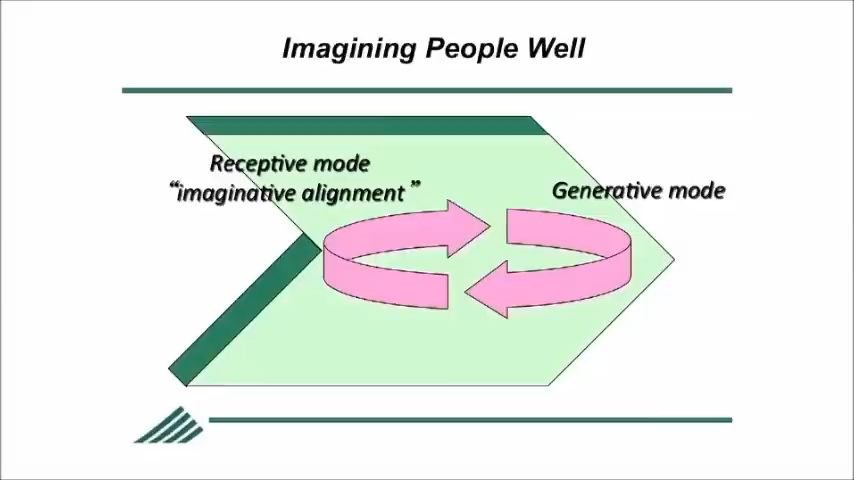 Imagining People Well
Receptive mode
“imaginative alignment”
Generative mode